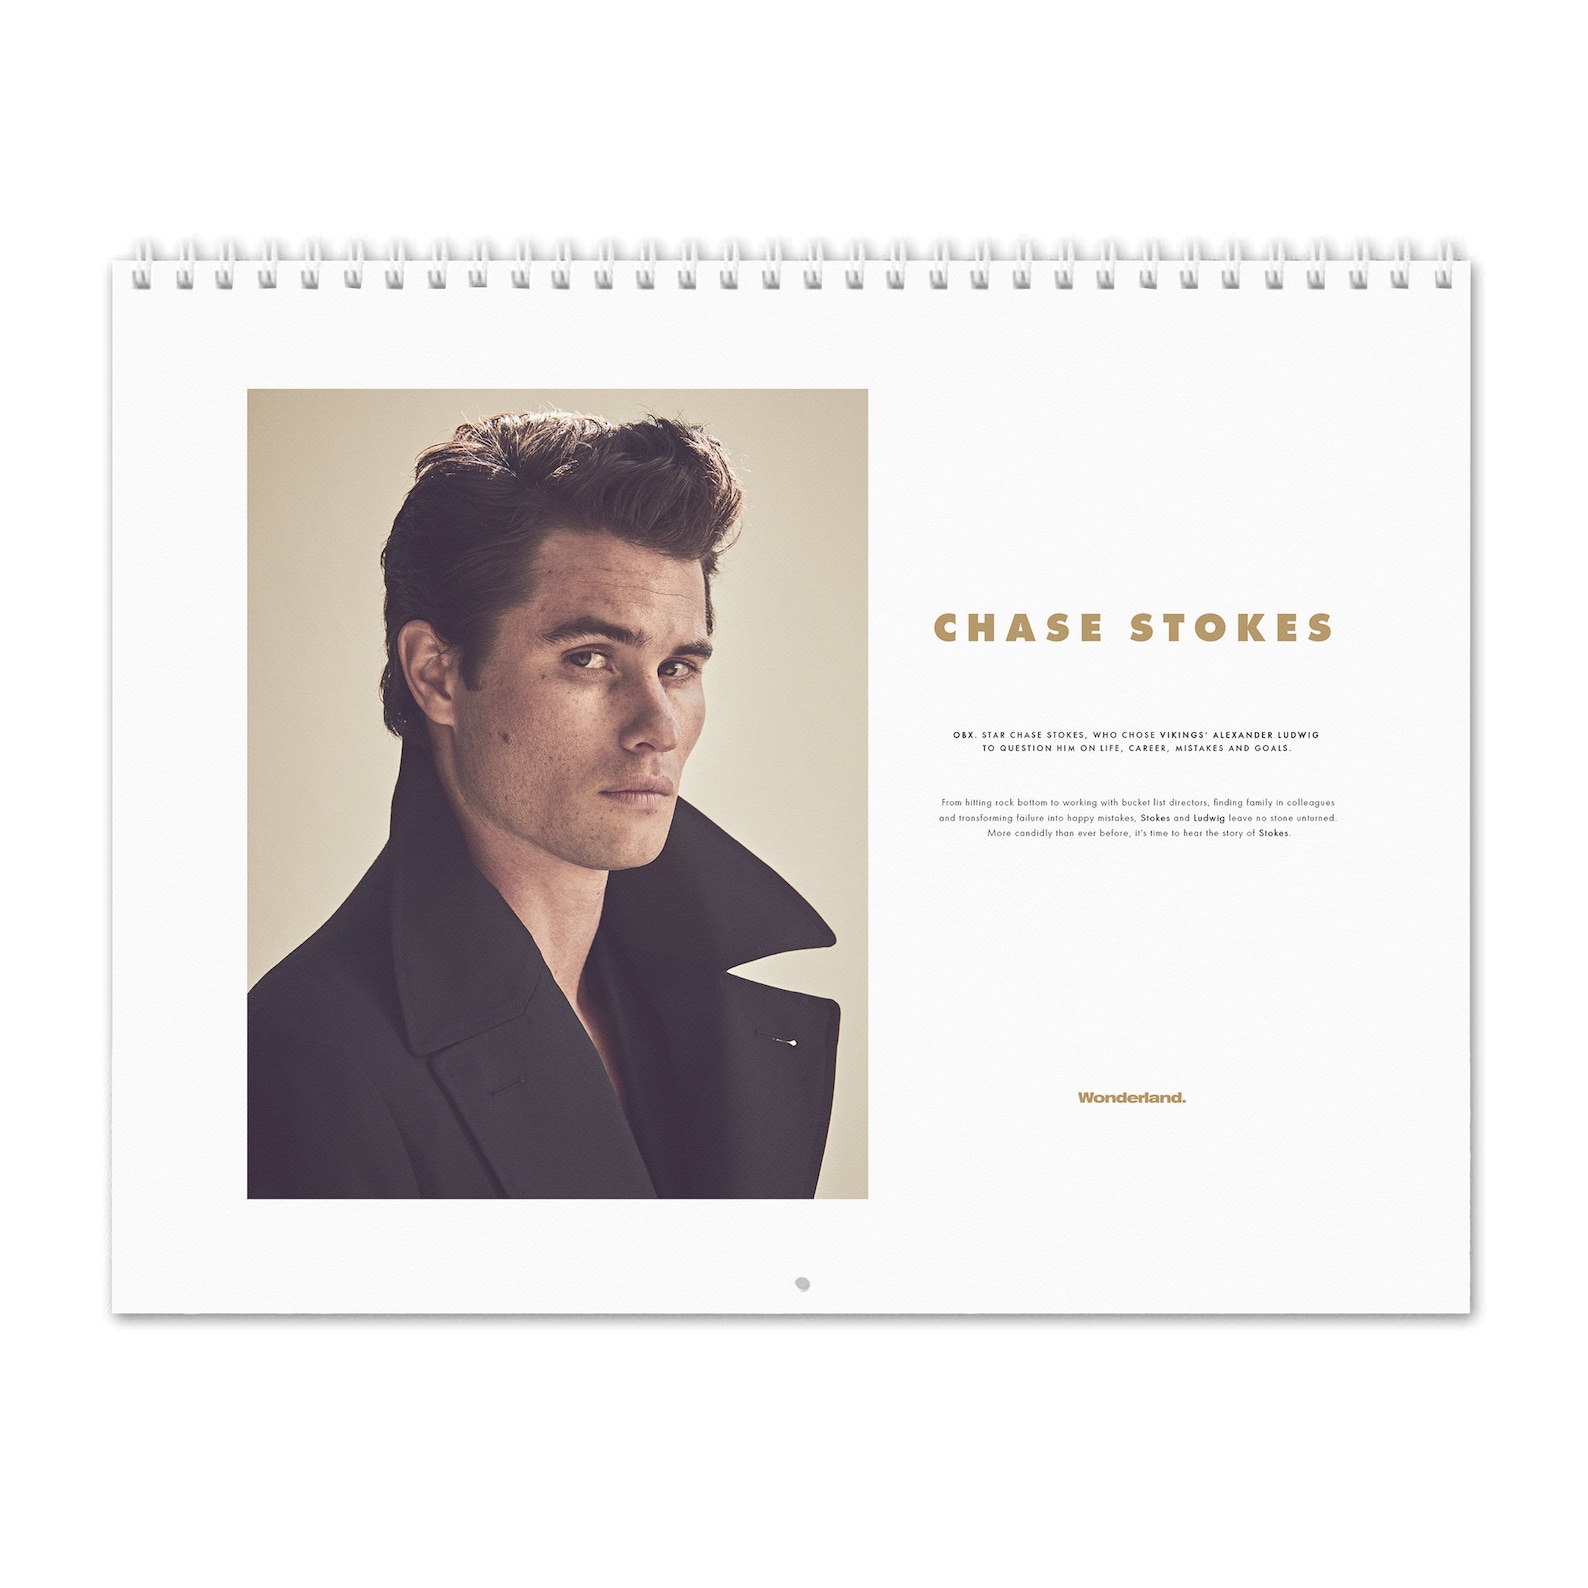 CHASE STOKES
OBX. STAR CHASE STOKES, WHO CHOSE VIKINGS' ALEXANDER LUDWIG
TO QUESTION HIM ON LIFE, CAREER, MISTAKES AND GOALS.
From hitting rock bottom to working with bucket list directors, finding family in colleagues
and transforming failure into happy mistakes, Stokes and Ludwig leave no stone unturned.
More candidly than ever before, it's time to hear the story of Stokes.
Wonderland.